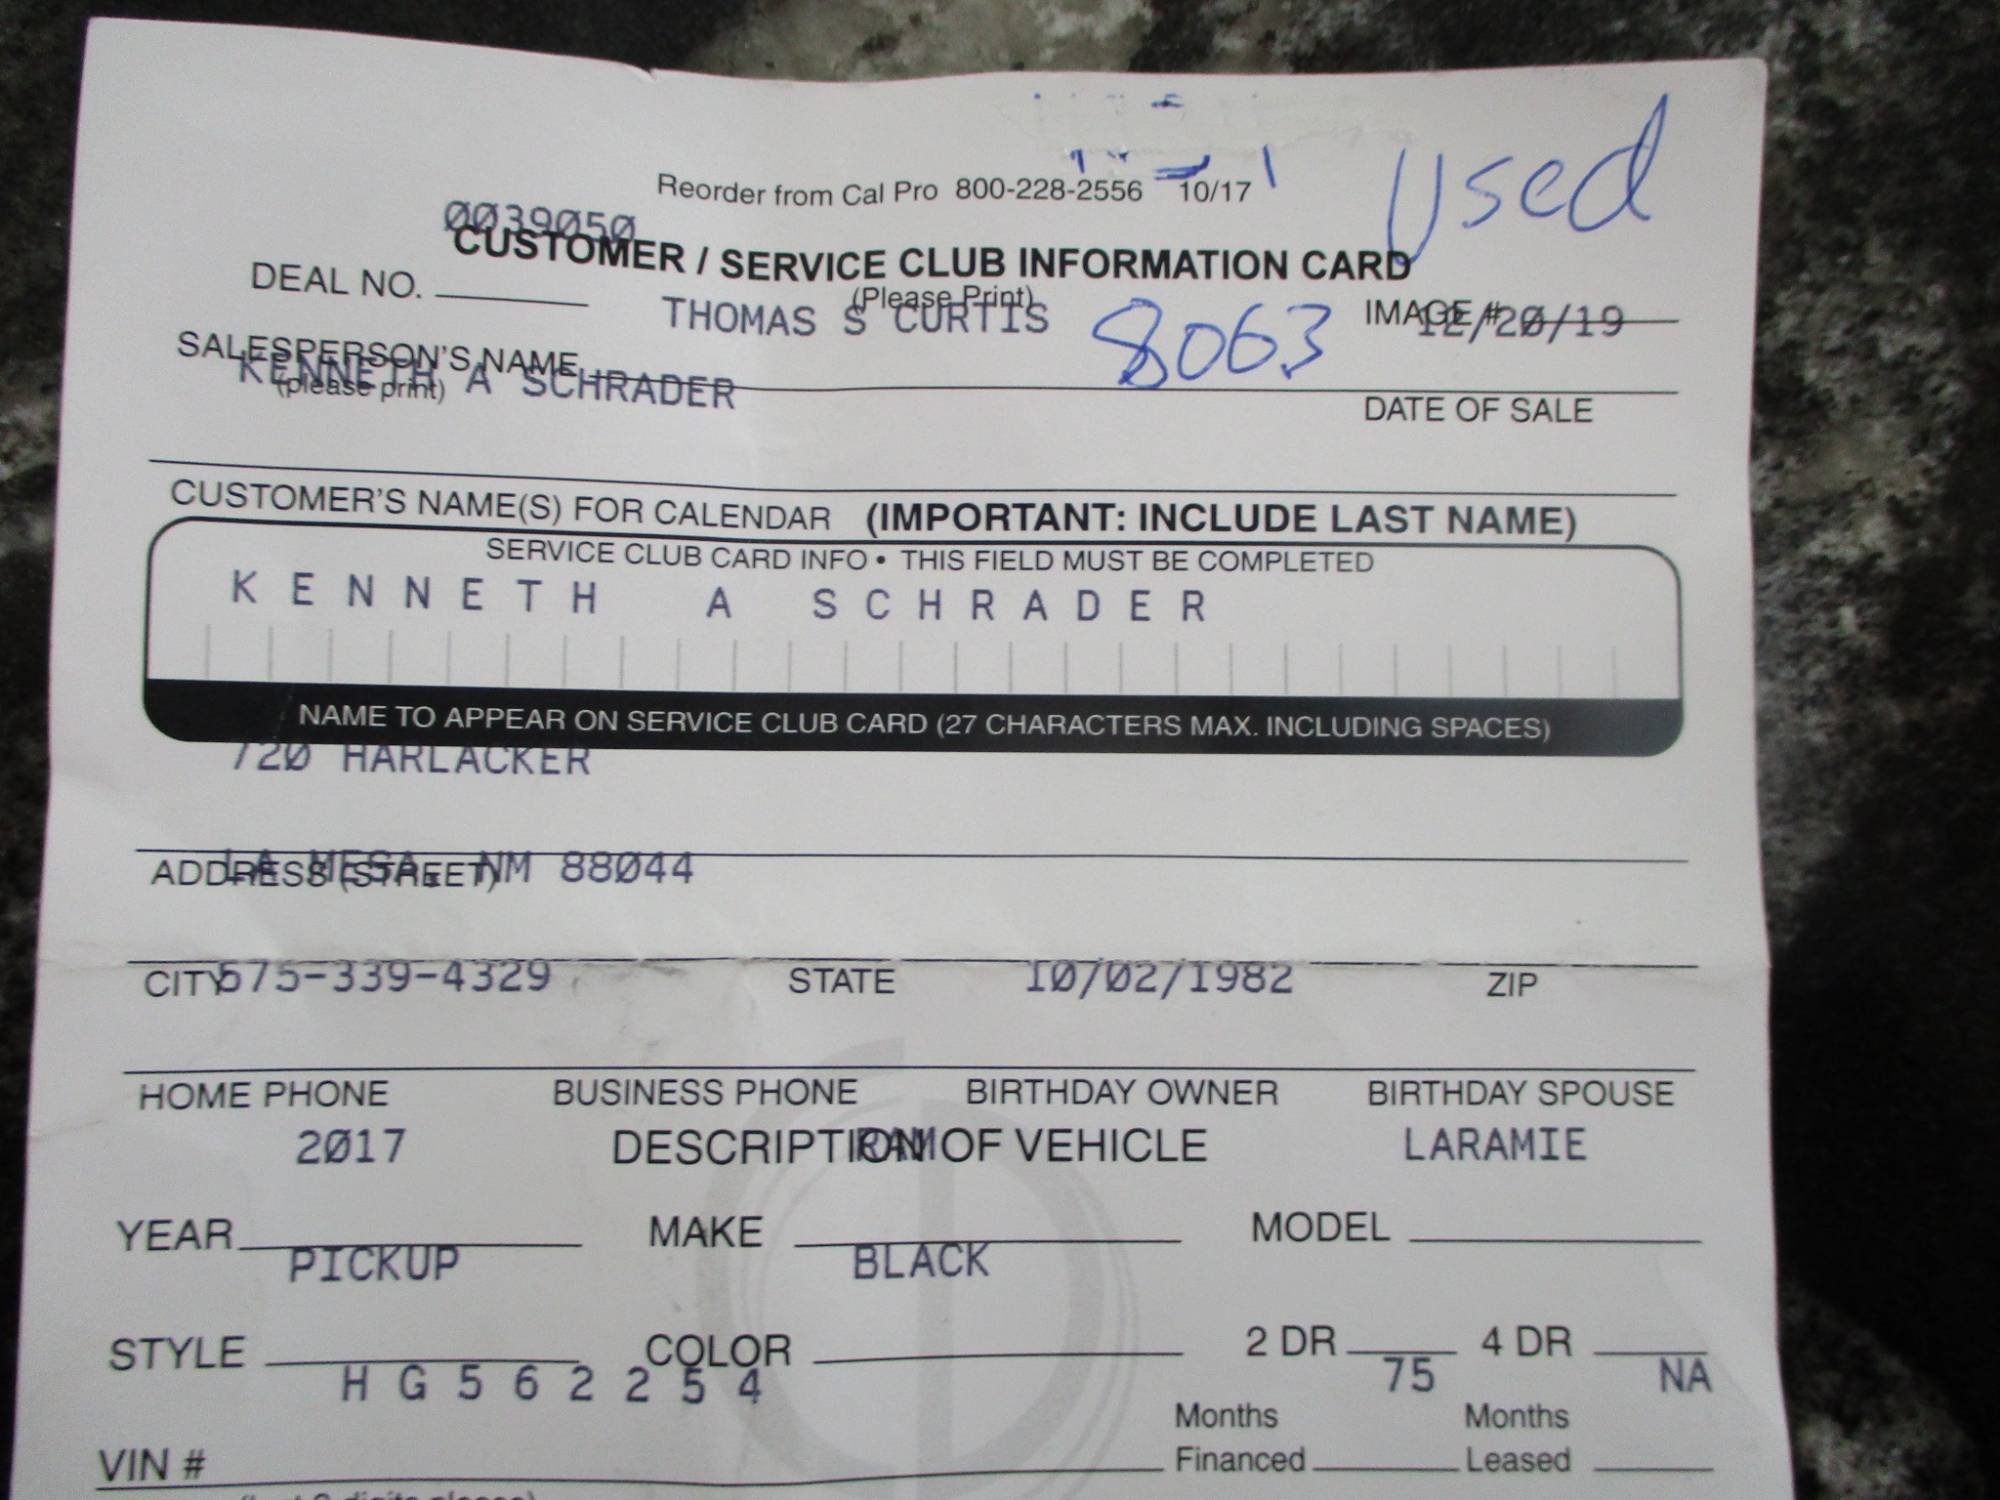 Used
Reorder from Cal Pro 800-228-2556 10/17
0039050
CUSTOMER / SERVICE CLUB INFORMATION CARD
(Please Print)
DEAL NO.
THOMAS S CURTIS
8063
IMAGE #
12/20/19
SALESPERSON'S NAME
(please print)
KENNETH A SCHRADER
DATE OF SALE
CUSTOMER'S NAME(S) FOR CALENDAR (IMPORTANT: INCLUDE LAST NAME)
SERVICE CLUB CARD INFO • THIS FIELD MUST BE COMPLETED
KENNETH A SCHRADER
NAME TO APPEAR ON SERVICE CLUB CARD (27 CHARACTERS MAX. INCLUDING SPACES)
720 HARLACKER
ADDRESS (STREET)
LA MESA, NM 88044
CITY STATE ZIP
575-339-4329 10/02/1982
HOME PHONE BUSINESS PHONE BIRTHDAY OWNER BIRTHDAY SPOUSE
DESCRIPTION OF VEHICLE
2017 RAM LARAMIE
YEAR MAKE MODEL
PICKUP BLACK
STYLE COLOR 2 DR 4 DR
HG562254 75 NA
VIN # Months Financed Months Leased